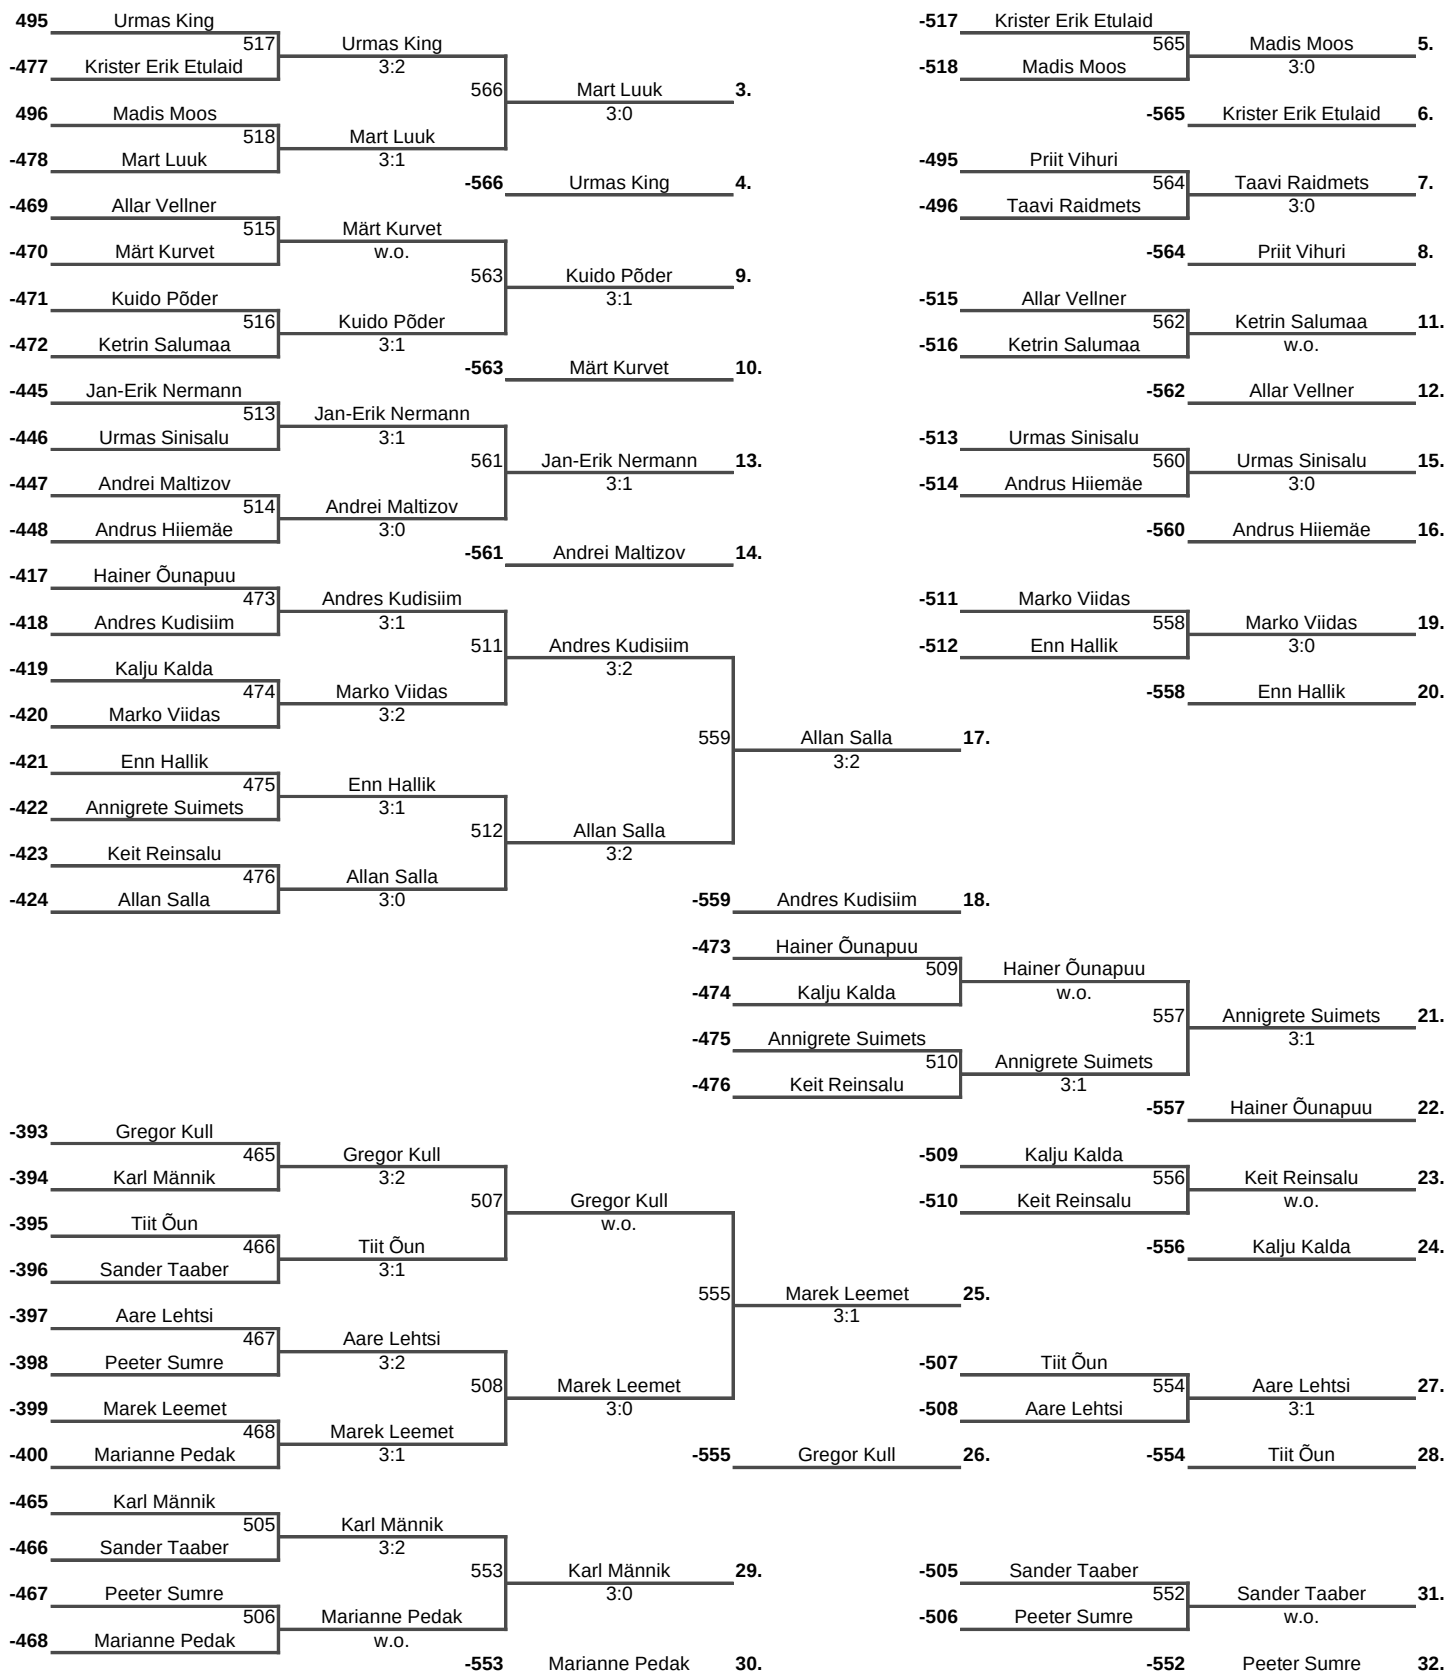 495 Urmas King -517 Krister Erik Etulaid
517 Urmas King 565 Madis Moos 5.
-477 Krister Erik Etulaid 3:2 -518 Madis Moos 3:0
566 Mart Luuk 3.
496 Madis Moos 3:0 -565 Krister Erik Etulaid 6.
518 Mart Luuk
-478 Mart Luuk 3:1 -495 Priit Vihuri
-566 Urmas King 4. 564 Taavi Raidmets 7.
-469 Allar Vellner -496 Taavi Raidmets 3:0
515 Märt Kurvet
-470 Märt Kurvet w.o. -564 Priit Vihuri 8.
563 Kuido Põder 9.
-471 Kuido Põder 3:1 -515 Allar Vellner
516 Kuido Põder 562 Ketrin Salumaa 11.
-472 Ketrin Salumaa 3:1 -516 Ketrin Salumaa w.o.
-563 Märt Kurvet 10.
-445 Jan-Erik Nermann -562 Allar Vellner 12.
513 Jan-Erik Nermann
-446 Urmas Sinisalu 3:1 -513 Urmas Sinisalu
561 Jan-Erik Nermann 13. 560 Urmas Sinisalu 15.
-447 Andrei Maltizov 3:1 -514 Andrus Hiiemäe 3:0
514 Andrei Maltizov
-448 Andrus Hiiemäe 3:0 -560 Andrus Hiiemäe 16.
-561 Andrei Maltizov 14.
-417 Hainer Õunapuu
473 Andres Kudisiim -511 Marko Viidas
-418 Andres Kudisiim 3:1 558 Marko Viidas 19.
511 Andres Kudisiim -512 Enn Hallik 3:0
-419 Kalju Kalda 3:2
474 Marko Viidas -558 Enn Hallik 20.
-420 Marko Viidas 3:2
559 Allan Salla 17.
-421 Enn Hallik 3:2
475 Enn Hallik
-422 Annigrete Suimets 3:1
512 Allan Salla
-423 Keit Reinsalu 3:2
476 Allan Salla
-424 Allan Salla 3:0 -559 Andres Kudisiim 18.
-473 Hainer Õunapuu
509 Hainer Õunapuu
-474 Kalju Kalda w.o.
557 Annigrete Suimets 21.
-475 Annigrete Suimets 3:1
510 Annigrete Suimets
-476 Keit Reinsalu 3:1
-557 Hainer Õunapuu 22.
-393 Gregor Kull
465 Gregor Kull -509 Kalju Kalda
-394 Karl Männik 3:2 556 Keit Reinsalu 23.
507 Gregor Kull -510 Keit Reinsalu w.o.
-395 Tiit Õun w.o.
466 Tiit Õun -556 Kalju Kalda 24.
-396 Sander Taaber 3:1
555 Marek Leemet 25.
-397 Aare Lehtsi 3:1
467 Aare Lehtsi
-398 Peeter Sumre 3:2 -507 Tiit Õun
508 Marek Leemet 554 Aare Lehtsi 27.
-399 Marek Leemet 3:0 -508 Aare Lehtsi 3:1
468 Marek Leemet
-400 Marianne Pedak 3:1 -555 Gregor Kull 26. -554 Tiit Õun 28.
-465 Karl Männik
505 Karl Männik
-466 Sander Taaber 3:2
553 Karl Männik 29. -505 Sander Taaber
-467 Peeter Sumre 3:0 552 Sander Taaber 31.
506 Marianne Pedak -506 Peeter Sumre w.o.
-468 Marianne Pedak w.o.
-553 Marianne Pedak 30. -552 Peeter Sumre 32.